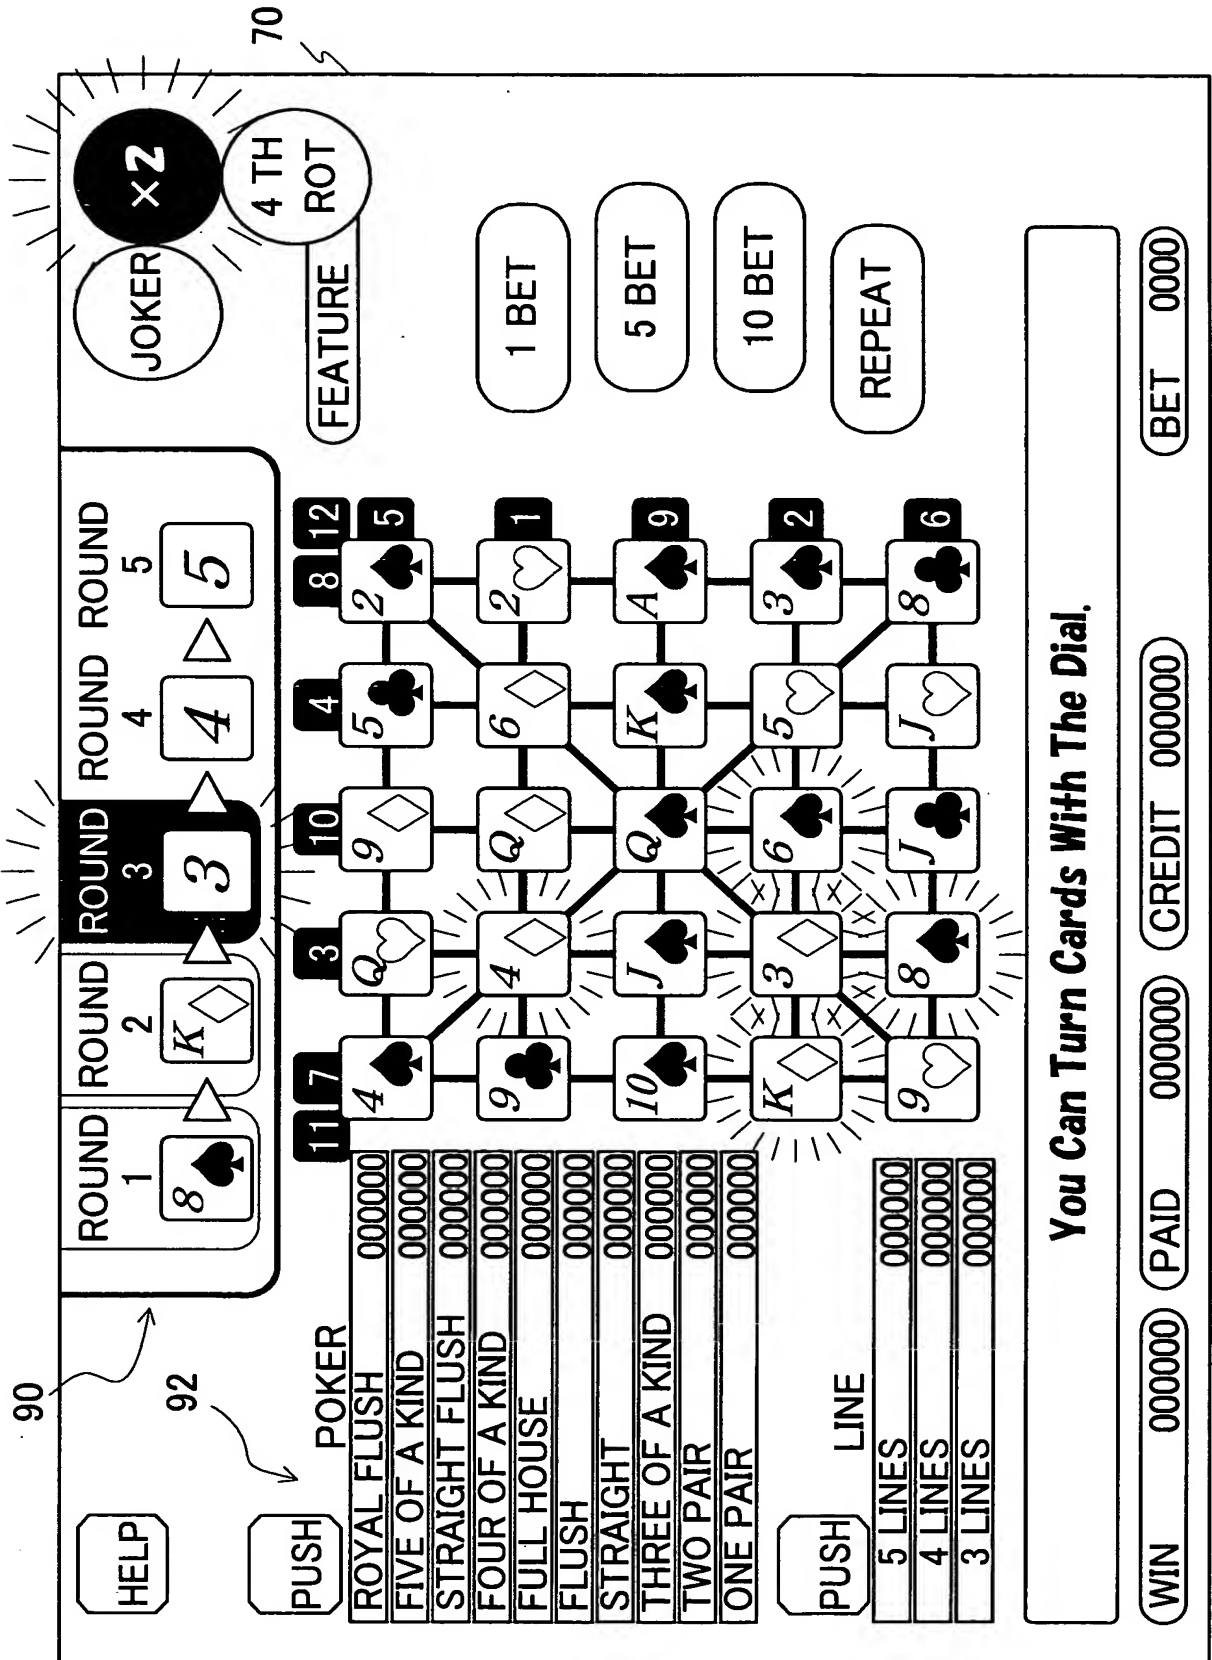 90
92
70
HELP
ROUND 1
8♠
ROUND 2
K♢
ROUND 3
3
ROUND 4
4
ROUND 5
5
JOKER
×2
4 TH
ROT
FEATURE
PUSH
POKER
ROYAL FLUSH 000000
FIVE OF A KIND 000000
STRAIGHT FLUSH 000000
FOUR OF A KIND 000000
FULL HOUSE 000000
FLUSH 000000
STRAIGHT 000000
THREE OF A KIND 000000
TWO PAIR 000000
ONE PAIR 000000
PUSH
LINE
5 LINES 000000
4 LINES 000000
3 LINES 000000
11 7 3 10 4 8 12
4♠ Q♡ 9♢ 5♣ 2♠ 5
9♣ 4♢ Q♢ 6♢ 2♡ 1
10♠ J♠ Q♠ K♠ A♠ 9
K♢ 3♢ 6♠ 5♡ 3♠ 2
9♡ 8♠ J♣ J♡ 8♣ 6
1 BET
5 BET
10 BET
REPEAT
You Can Turn Cards With The Dial.
WIN 000000
PAID 000000
CREDIT 000000
BET 0000